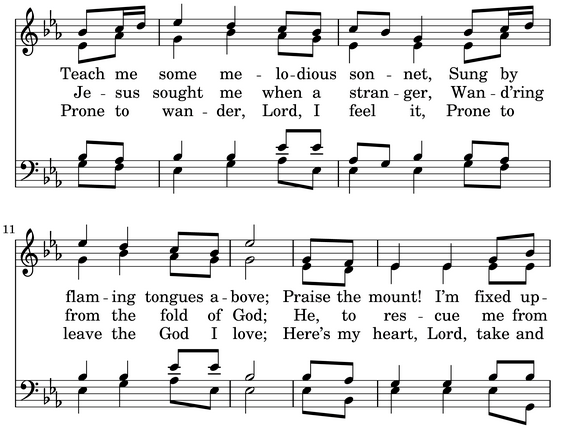 Teach me some me - lo - dious son - net, Sung by
Je - sus sought me when a stran - ger, Wan - d'ring
Prone to wan - der, Lord, I feel it, Prone to
11
flam - ing tongues a - bove; Praise the mount! I'm fixed up -
from the fold of God; He, to res - cue me from
leave the God I love; Here's my heart, Lord, take and